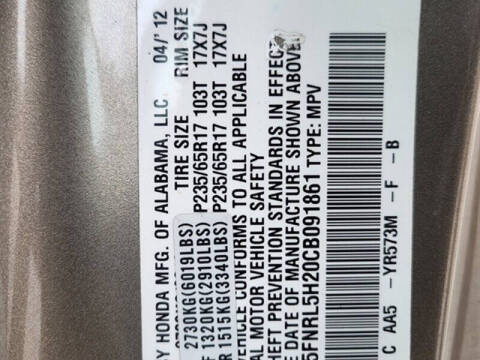 Y HONDA MFG. OF ALABAMA, LLC 04/'12
TIRE SIZE RIM SIZE
2730KG(6019LBS)
F 1320KG(2910LBS) P235/65R17 103T 17X7J
R 1515KG(3340LBS) P235/65R17 103T 17X7J
VEHICLE CONFORMS TO ALL APPLICABLE
AL MOTOR VEHICLE SAFETY
EFT PREVENTION STANDARDS IN EFFECT
E DATE OF MANUFACTURE SHOWN ABOVE
5FNRL5H20CB091861 TYPE: MPV
C AA5 -YR573M -F -B